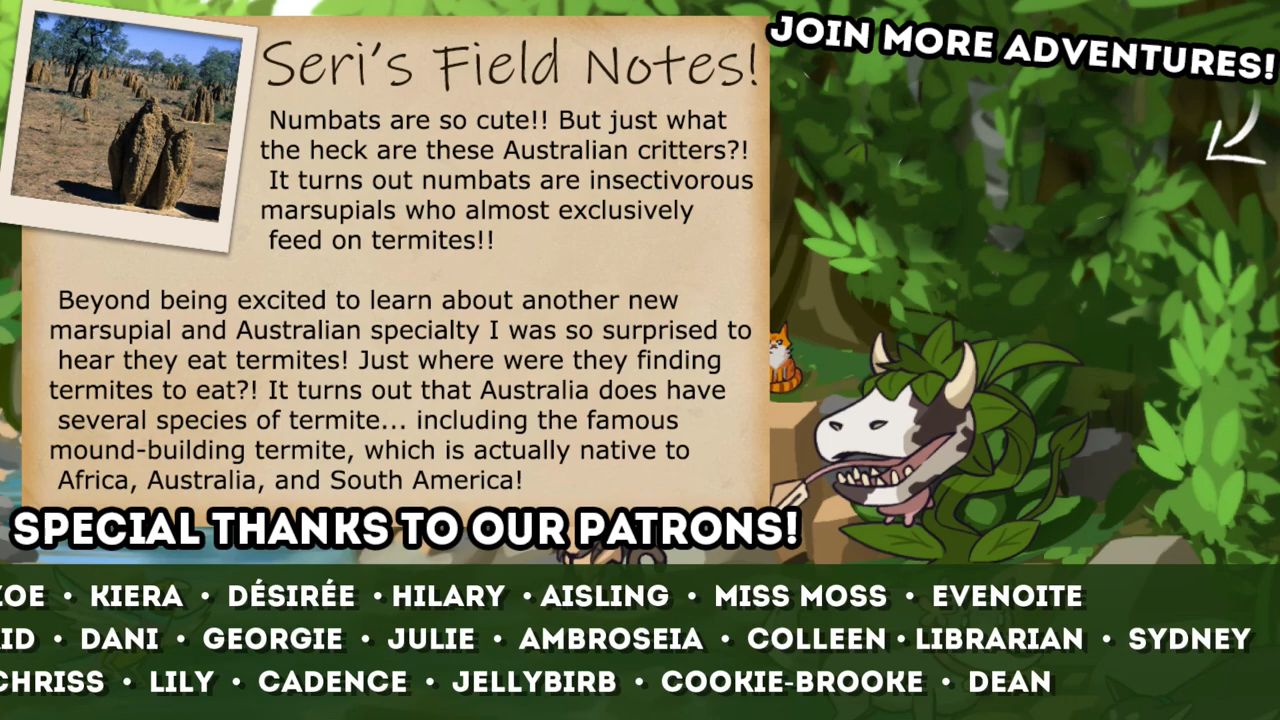 Seri's Field Notes!
JOIN MORE ADVENTURES!
Numbats are so cute!! But just what
the heck are these Australian critters?!
It turns out numbats are insectivorous
marsupials who almost exclusively
feed on termites!!
Beyond being excited to learn about another new
marsupial and Australian specialty I was so surprised to
hear they eat termites! Just where were they finding
termites to eat?! It turns out that Australia does have
several species of termite... including the famous
mound-building termite, which is actually native to
Africa, Australia, and South America!
SPECIAL THANKS TO OUR PATRONS!
• KIERA • DÉSIRÉE • HILARY • AISLING • MISS MOSS • EVENOITE
• DANI • GEORGIE • JULIE • AMBROSEIA • COLLEEN • LIBRARIAN • SYDNEY
CHRISS • LILY • CADENCE • JELLYBIRB • COOKIE-BROOKE • DEAN